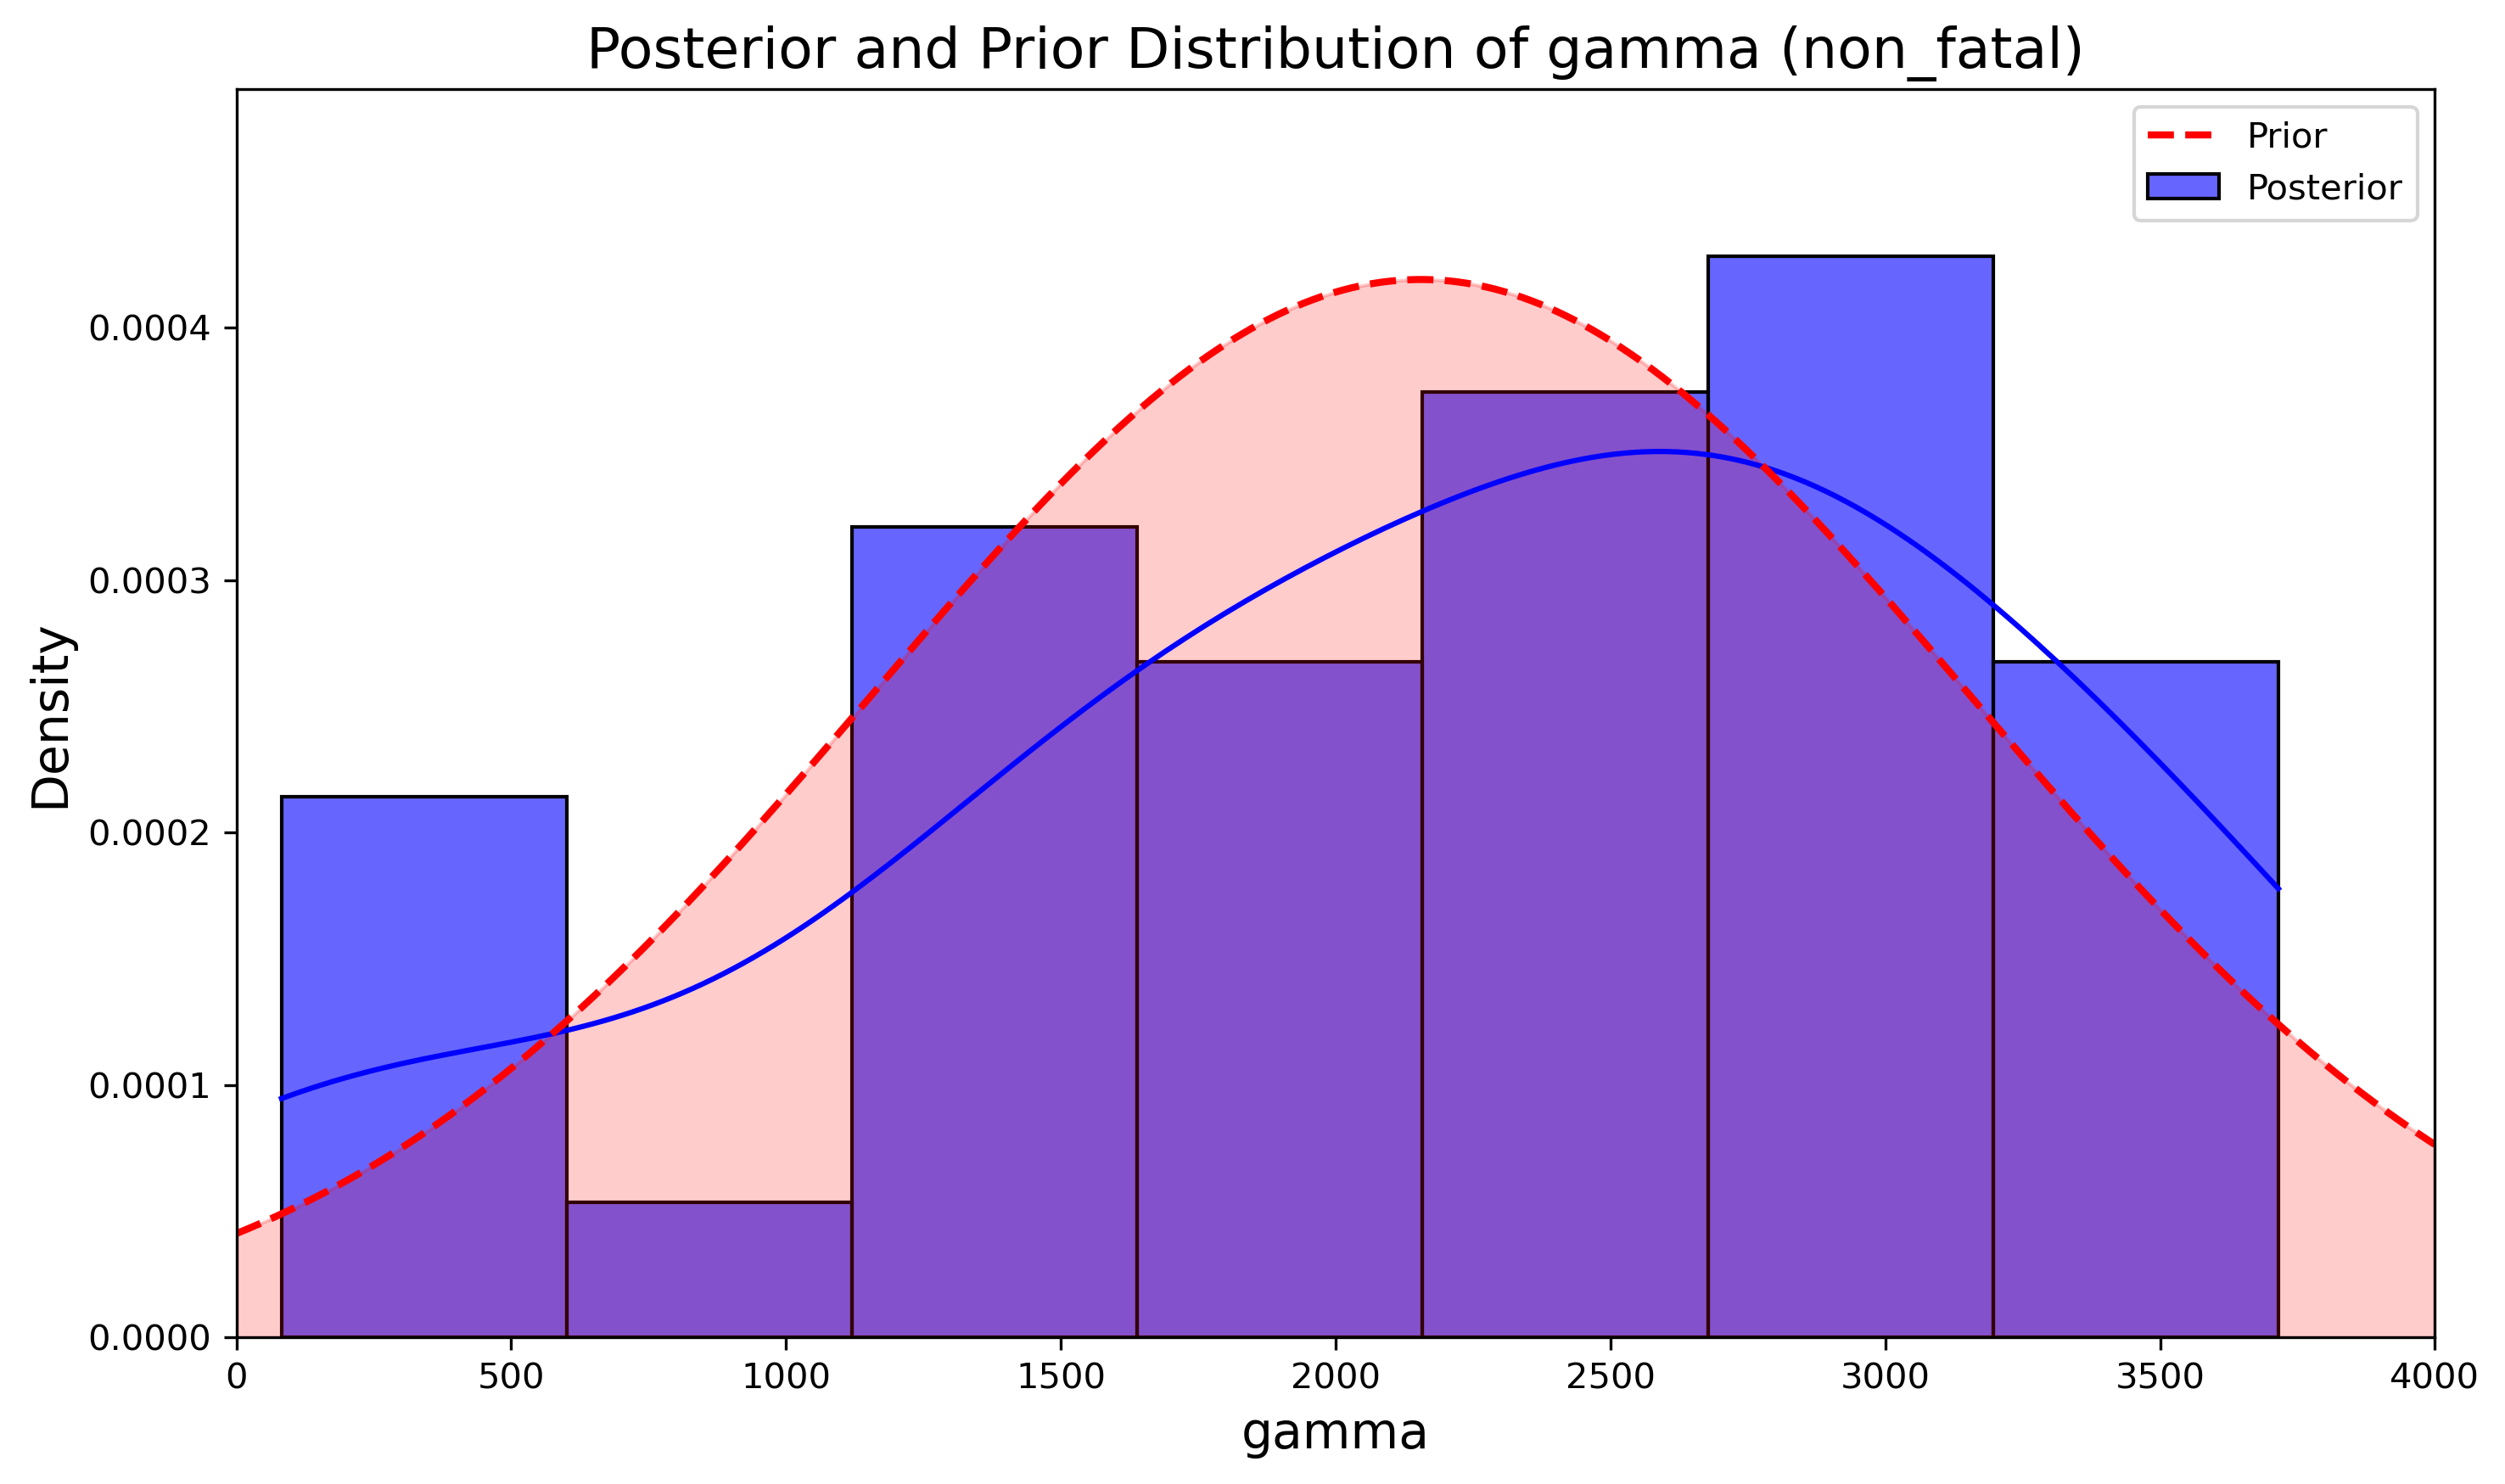 Posterior and Prior Distribution of gamma (non_fatal)
Prior
Posterior
Density
0.0004
0.0003
0.0002
0.0001
0.0000
0 500 1000 1500 2000 2500 3000 3500 4000
gamma